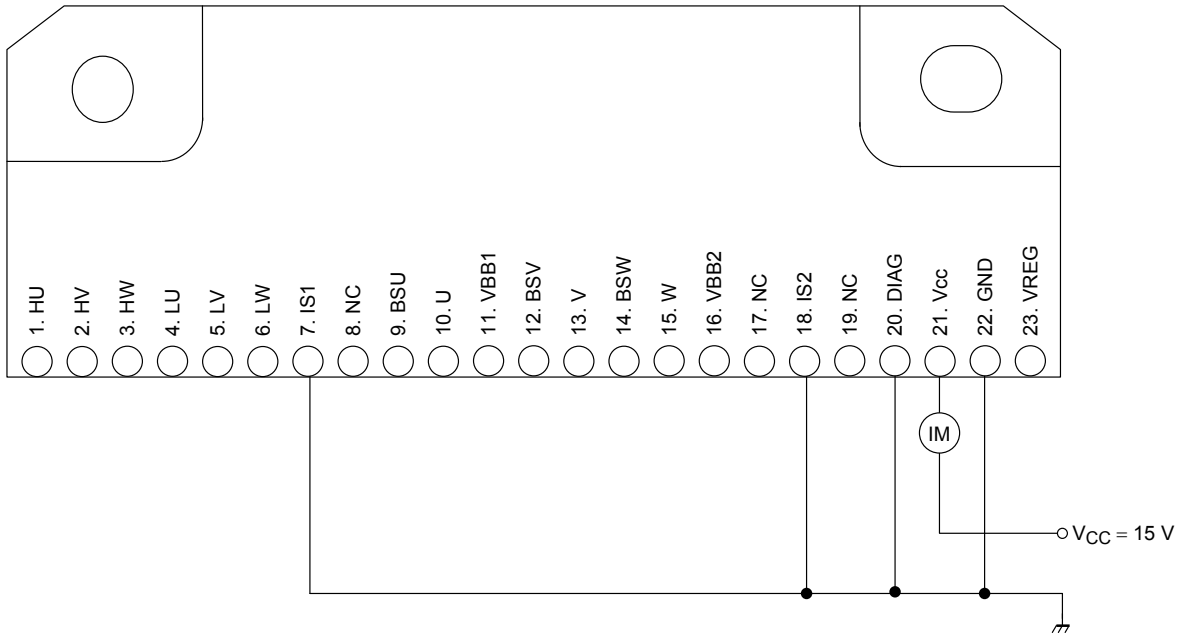 1. HU
2. HV
3. HW
4. LU
5. LV
6. LW
7. IS1
8. NC
9. BSU
10. U
11. VBB1
12. BSV
13. V
14. BSW
15. W
16. VBB2
17. NC
18. IS2
19. NC
20. DIAG
21. Vcc
22. GND
23. VREG
IM
VCC = 15 V